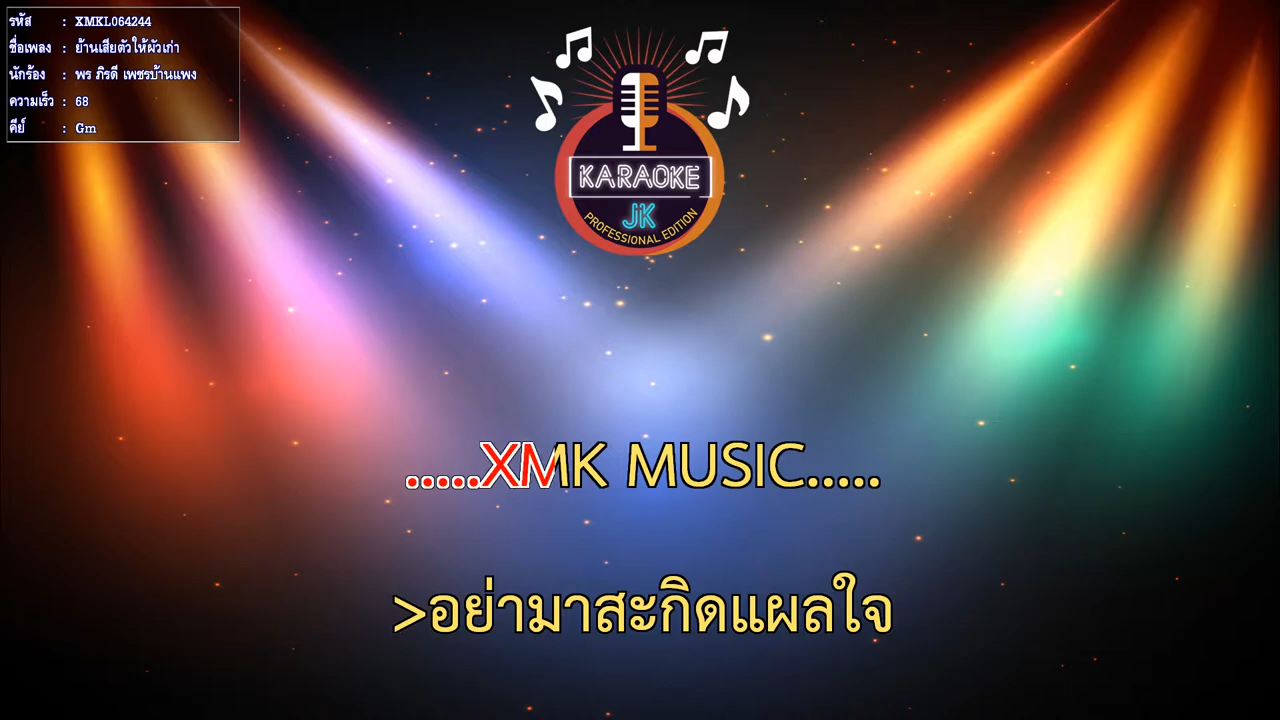 รหัส : XMKL064244
ชื่อเพลง : ย้านเสียตัวให้ผัวเก่า
นักร้อง : พร ภิรดี เพชรบ้านแพง
ความเร็ว : 68
คีย์ : Gm
KARAOKE
JK
PROFESSIONAL EDITION
.....XMK MUSIC.....
>อย่ามาสะกิดแผลใจ